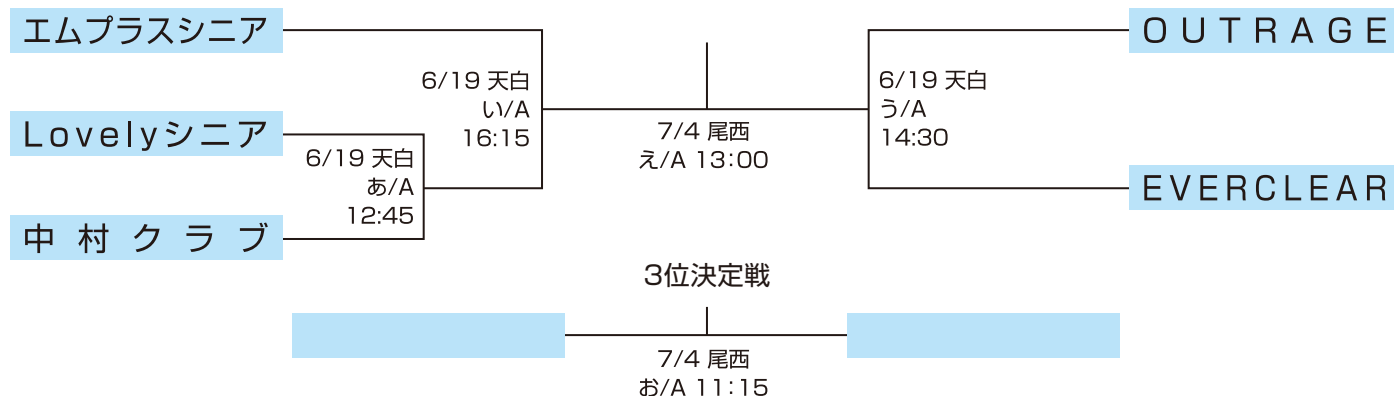 エムプラスシニア
OUTRAGE
6/19 天白
い/A
16:15
6/19 天白
う/A
14:30
Lovelyシニア
7/4 尾西
え/A 13:00
6/19 天白
あ/A
12:45
EVERCLEAR
中村クラブ
3位決定戦
7/4 尾西
お/A 11:15